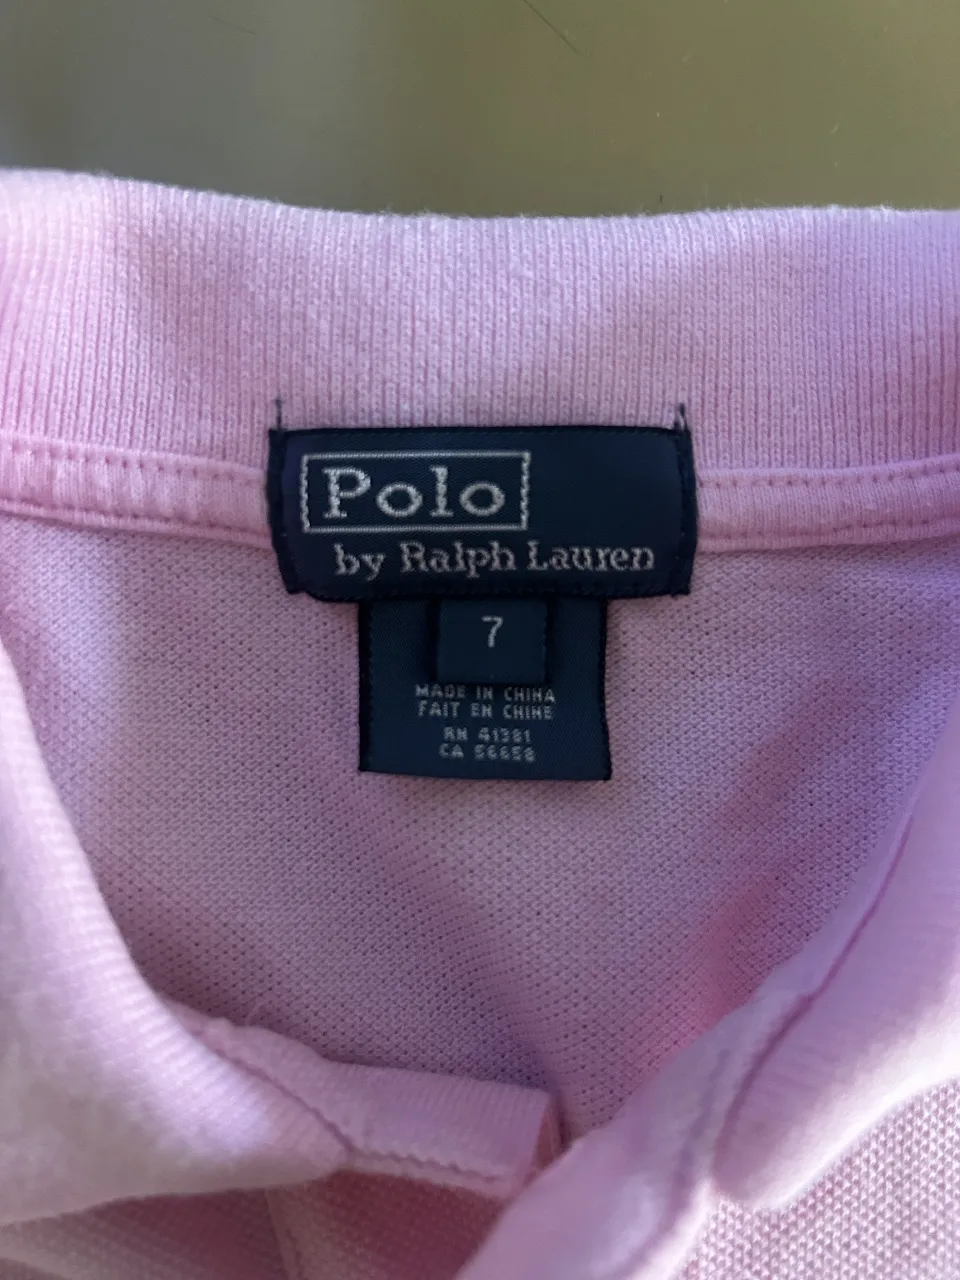 Polo
by Ralph Lauren
7
MADE IN CHINA
FAIT EN CHINE
RN 41381
CA 56658